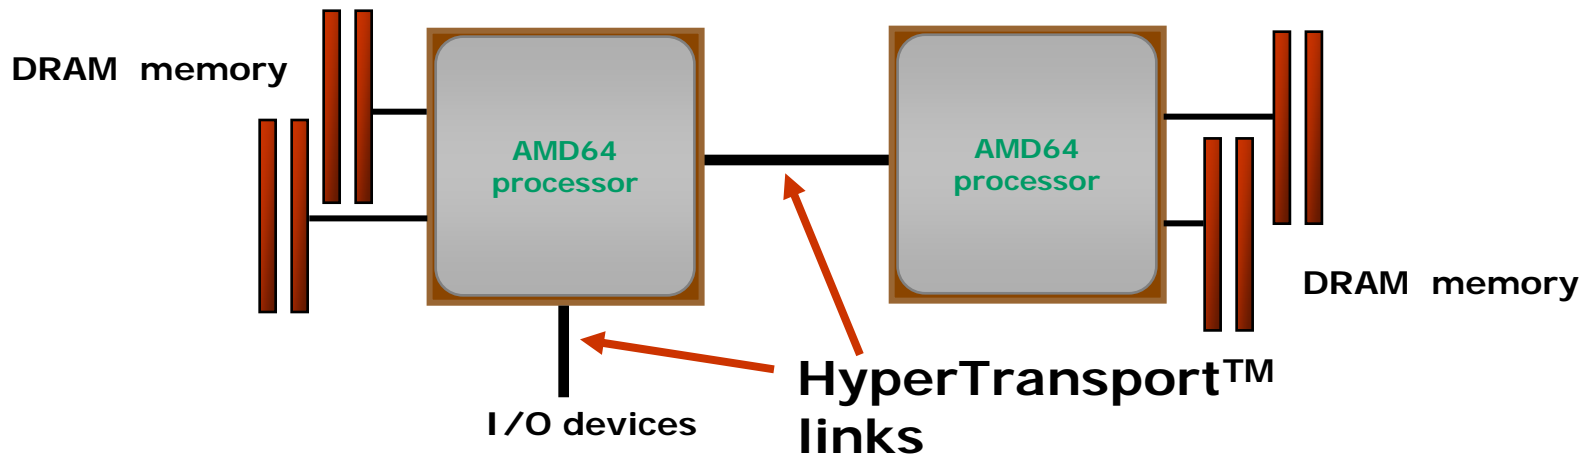 DRAM memory
AMD64
processor
AMD64
processor
DRAM memory
HyperTransport™
links
I/O devices